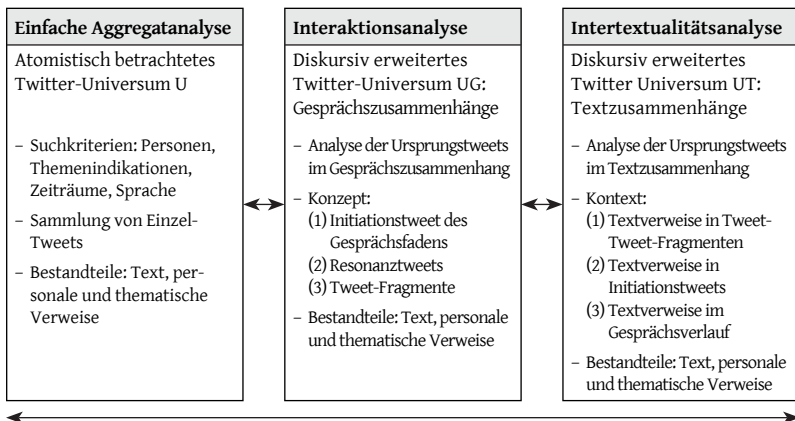 Einfache Aggregatanalyse
Atomistisch betrachtetes
Twitter-Universum U
– Suchkriterien: Personen,
Themenindikationen,
Zeiträume, Sprache
– Sammlung von Einzel-
Tweets
– Bestandteile: Text, per-
sonale und thematische
Verweise
Interaktionsanalyse
Diskursiv erweitertes
Twitter-Universum UG:
Gesprächszusammenhänge
– Analyse der Ursprungstweets
im Gesprächszusammenhang
– Konzept:
(1) Initiationstweet des
Gesprächsfadens
(2) Resonanztweets
(3) Tweet-Fragmente
– Bestandteile: Text, personale
und thematische Verweise
Intertextualitätsanalyse
Diskursiv erweitertes
Twitter Universum UT:
Textzusammenhänge
– Analyse der Ursprungstweets
im Textzusammenhang
– Kontext:
(1) Textverweise in Tweet-
Tweet-Fragmenten
(2) Textverweise in
Initiationstweets
(3) Textverweise im
Gesprächsverlauf
– Bestandteile: Text, personale
und thematische Verweise